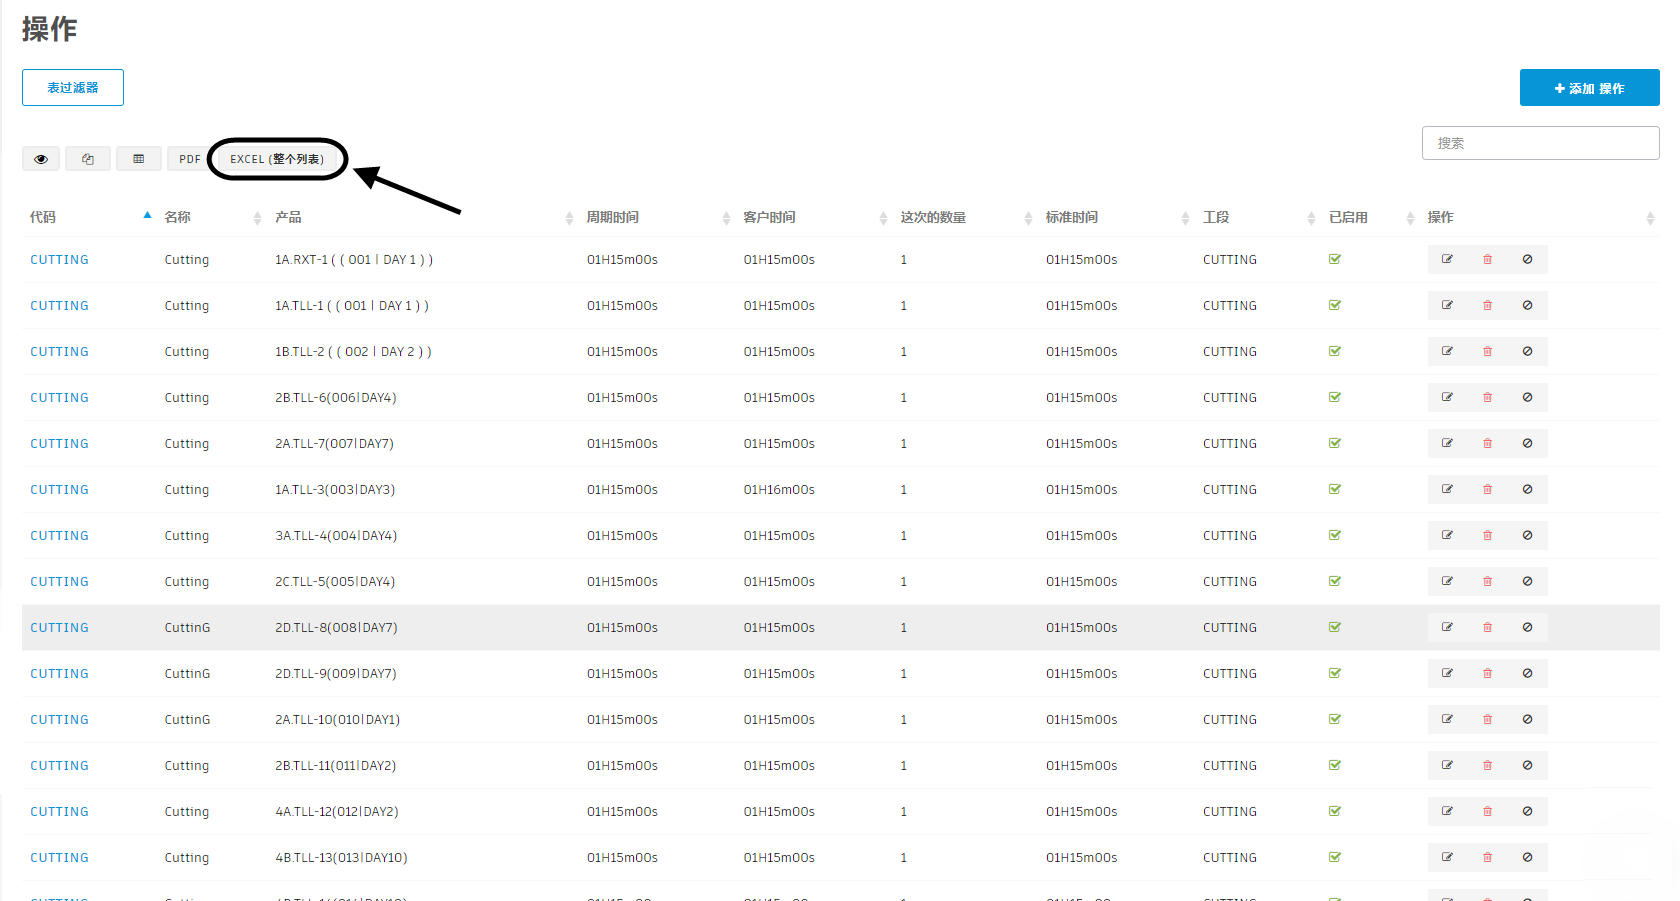 操作
表过滤器
+ 添加 操作
搜索
PDF EXCEL (整个列表)
代码 名称 产品 周期时间 客户时间 这次的数量 标准时间 工段 已启用 操作
CUTTING Cutting 1A.RXT-1 ( ( 001 | DAY 1 ) ) 01H15m00s 01H15m00s 1 01H15m00s CUTTING
CUTTING Cutting 1A.TLL-1 ( ( 001 | DAY 1 ) ) 01H15m00s 01H15m00s 1 01H15m00s CUTTING
CUTTING Cutting 1B.TLL-2 ( ( 002 | DAY 2 ) ) 01H15m00s 01H15m00s 1 01H15m00s CUTTING
CUTTING Cutting 2B.TLL-6(006|DAY4) 01H15m00s 01H15m00s 1 01H15m00s CUTTING
CUTTING Cutting 2A.TLL-7(007|DAY7) 01H15m00s 01H15m00s 1 01H15m00s CUTTING
CUTTING Cutting 1A.TLL-3(003|DAY3) 01H15m00s 01H16m00s 1 01H15m00s CUTTING
CUTTING Cutting 3A.TLL-4(004|DAY4) 01H15m00s 01H15m00s 1 01H15m00s CUTTING
CUTTING Cutting 2C.TLL-5(005|DAY4) 01H15m00s 01H15m00s 1 01H15m00s CUTTING
CUTTING CuttinG 2D.TLL-8(008|DAY7) 01H15m00s 01H15m00s 1 01H15m00s CUTTING
CUTTING CuttinG 2D.TLL-9(009|DAY7) 01H15m00s 01H15m00s 1 01H15m00s CUTTING
CUTTING CuttinG 2A.TLL-10(010|DAY1) 01H15m00s 01H15m00s 1 01H15m00s CUTTING
CUTTING Cutting 2B.TLL-11(011|DAY2) 01H15m00s 01H15m00s 1 01H15m00s CUTTING
CUTTING Cutting 4A.TLL-12(012|DAY2) 01H15m00s 01H15m00s 1 01H15m00s CUTTING
CUTTING Cutting 4B.TLL-13(013|DAY10) 01H15m00s 01H15m00s 1 01H15m00s CUTTING